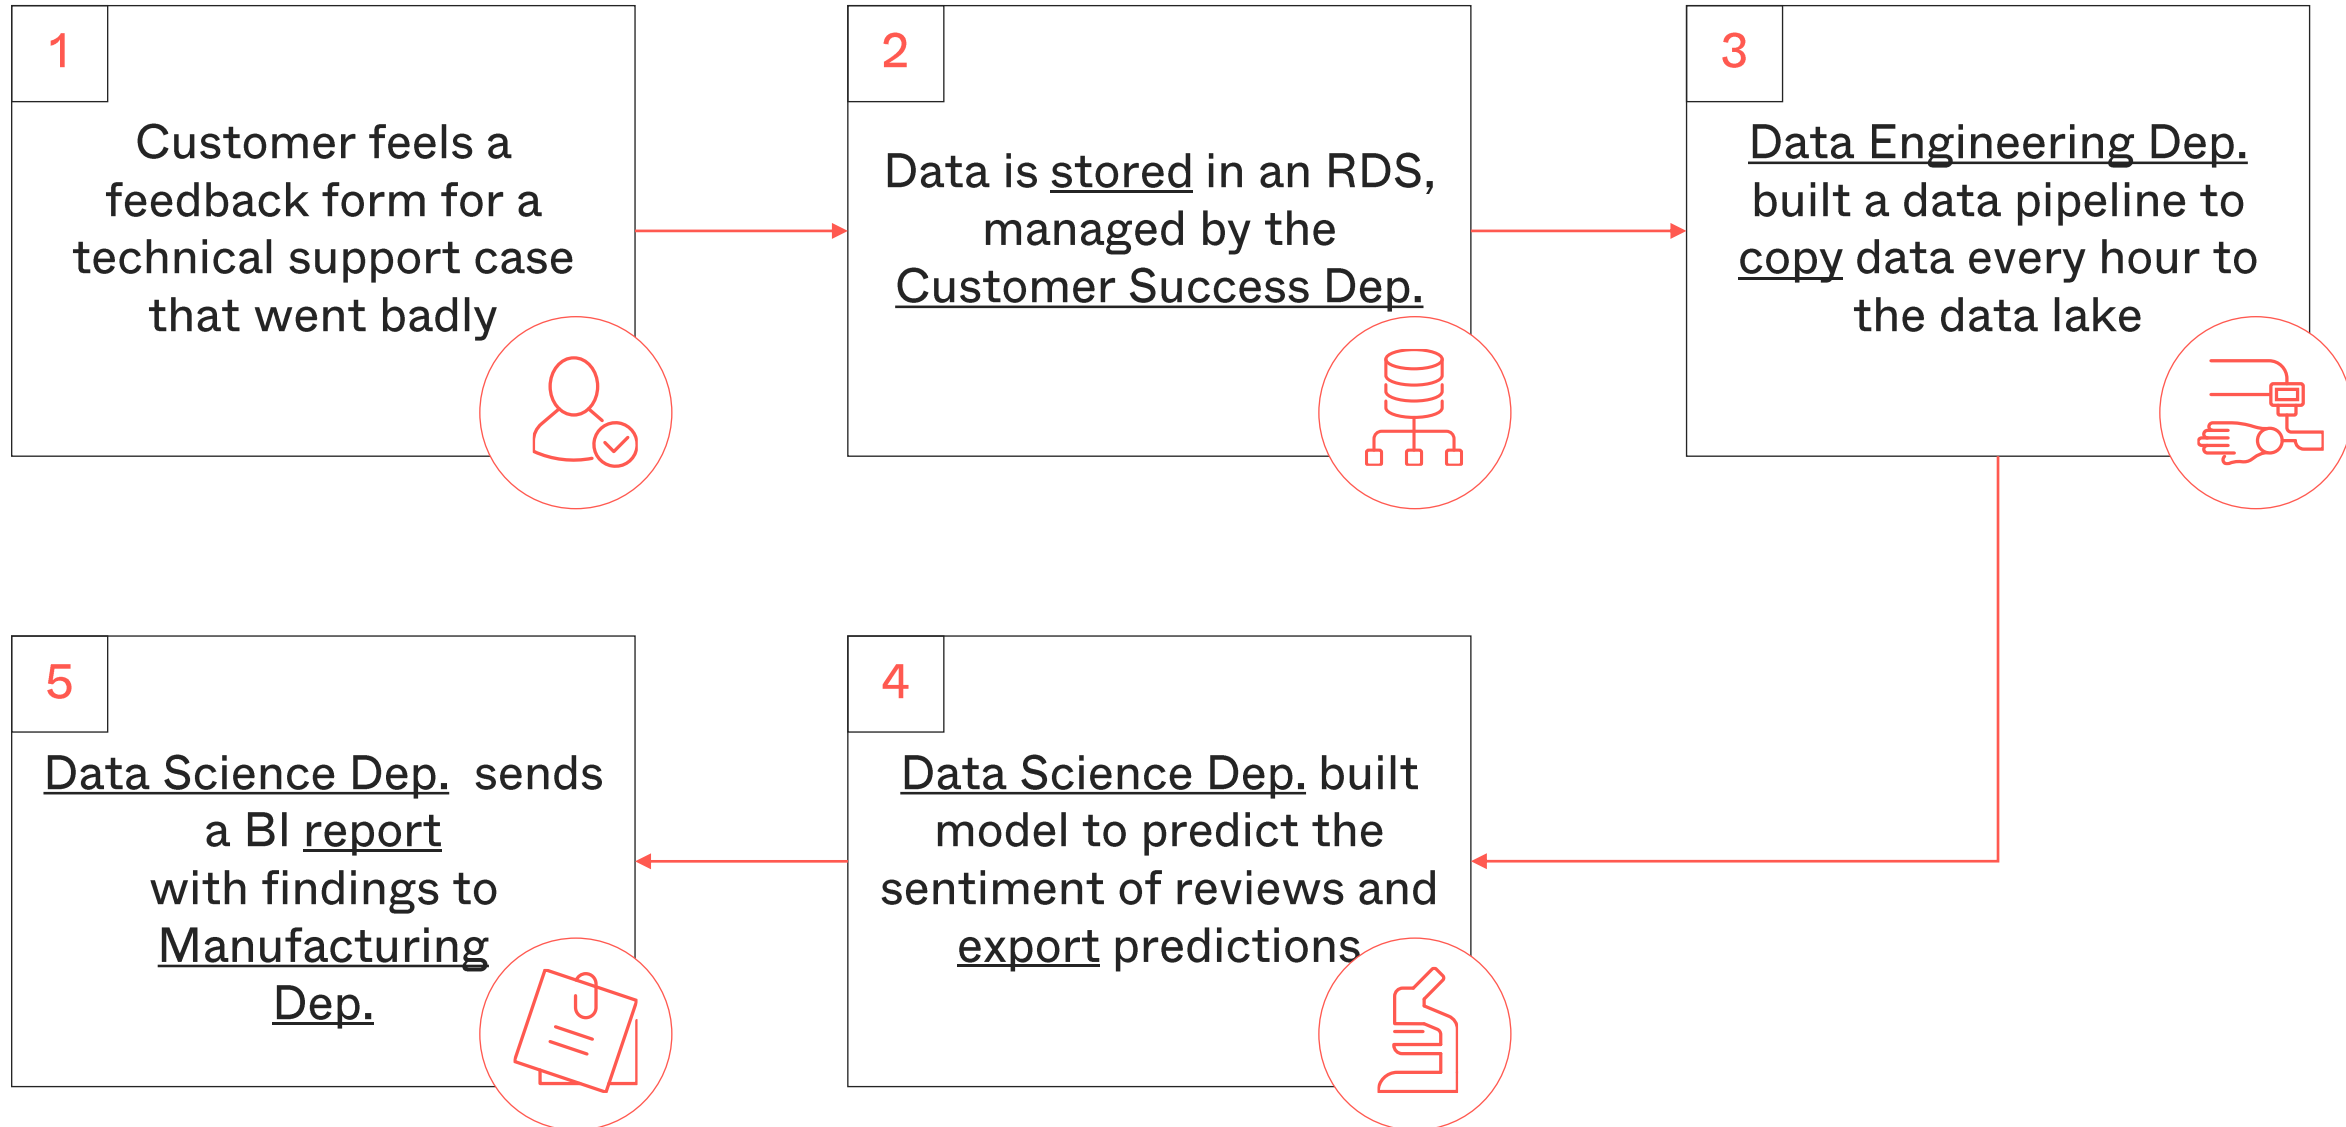 1
Customer feels a
feedback form for a
technical support case
that went badly
2
Data is stored in an RDS,
managed by the
Customer Success Dep.
3
Data Engineering Dep.
built a data pipeline to
copy data every hour to
the data lake
4
Data Science Dep. built
model to predict the
sentiment of reviews and
export predictions
5
Data Science Dep. sends
a BI report
with findings to
Manufacturing
Dep.